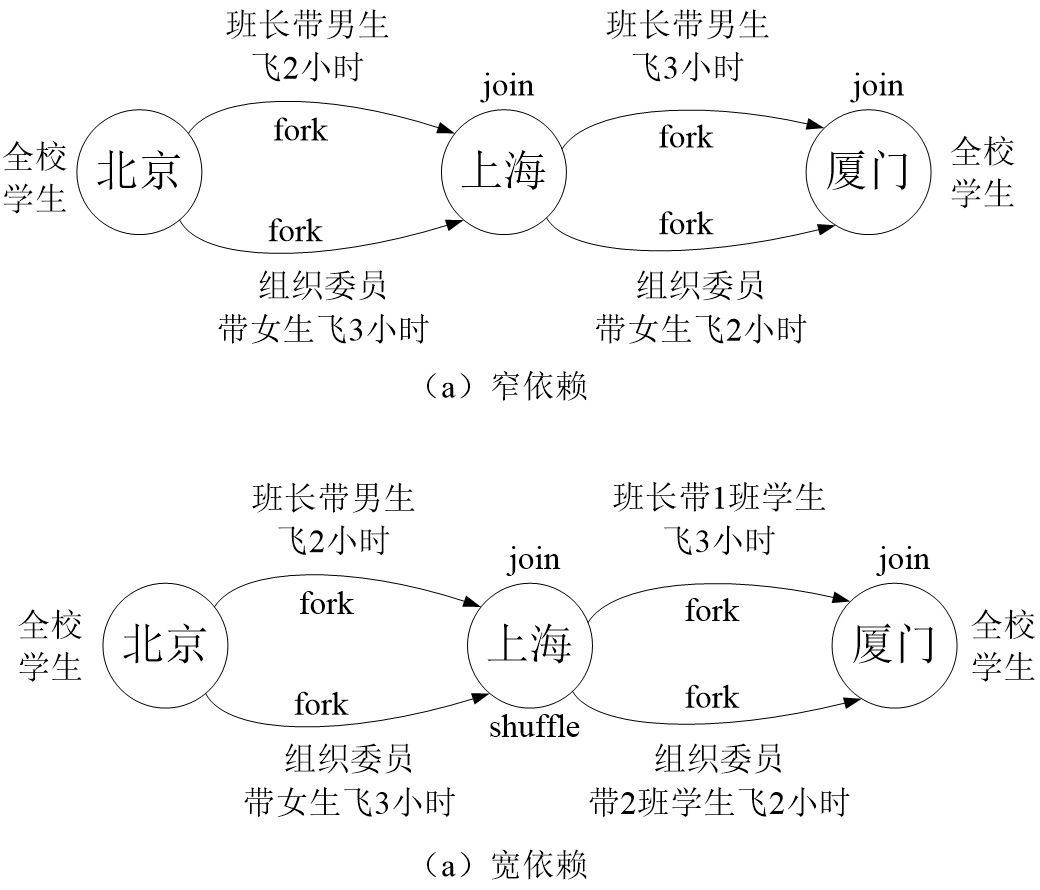 班长带男生
飞2小时
班长带男生
飞3小时
join
join
fork
fork
全校
学生
北京
上海
厦门
全校
学生
fork
fork
组织委员
带女生飞3小时
组织委员
带女生飞2小时
（a）窄依赖
班长带男生
飞2小时
班长带1班学生
飞3小时
join
join
fork
fork
全校
学生
北京
上海
厦门
全校
学生
fork
fork
shuffle
组织委员
带女生飞3小时
组织委员
带2班学生飞2小时
（a）宽依赖